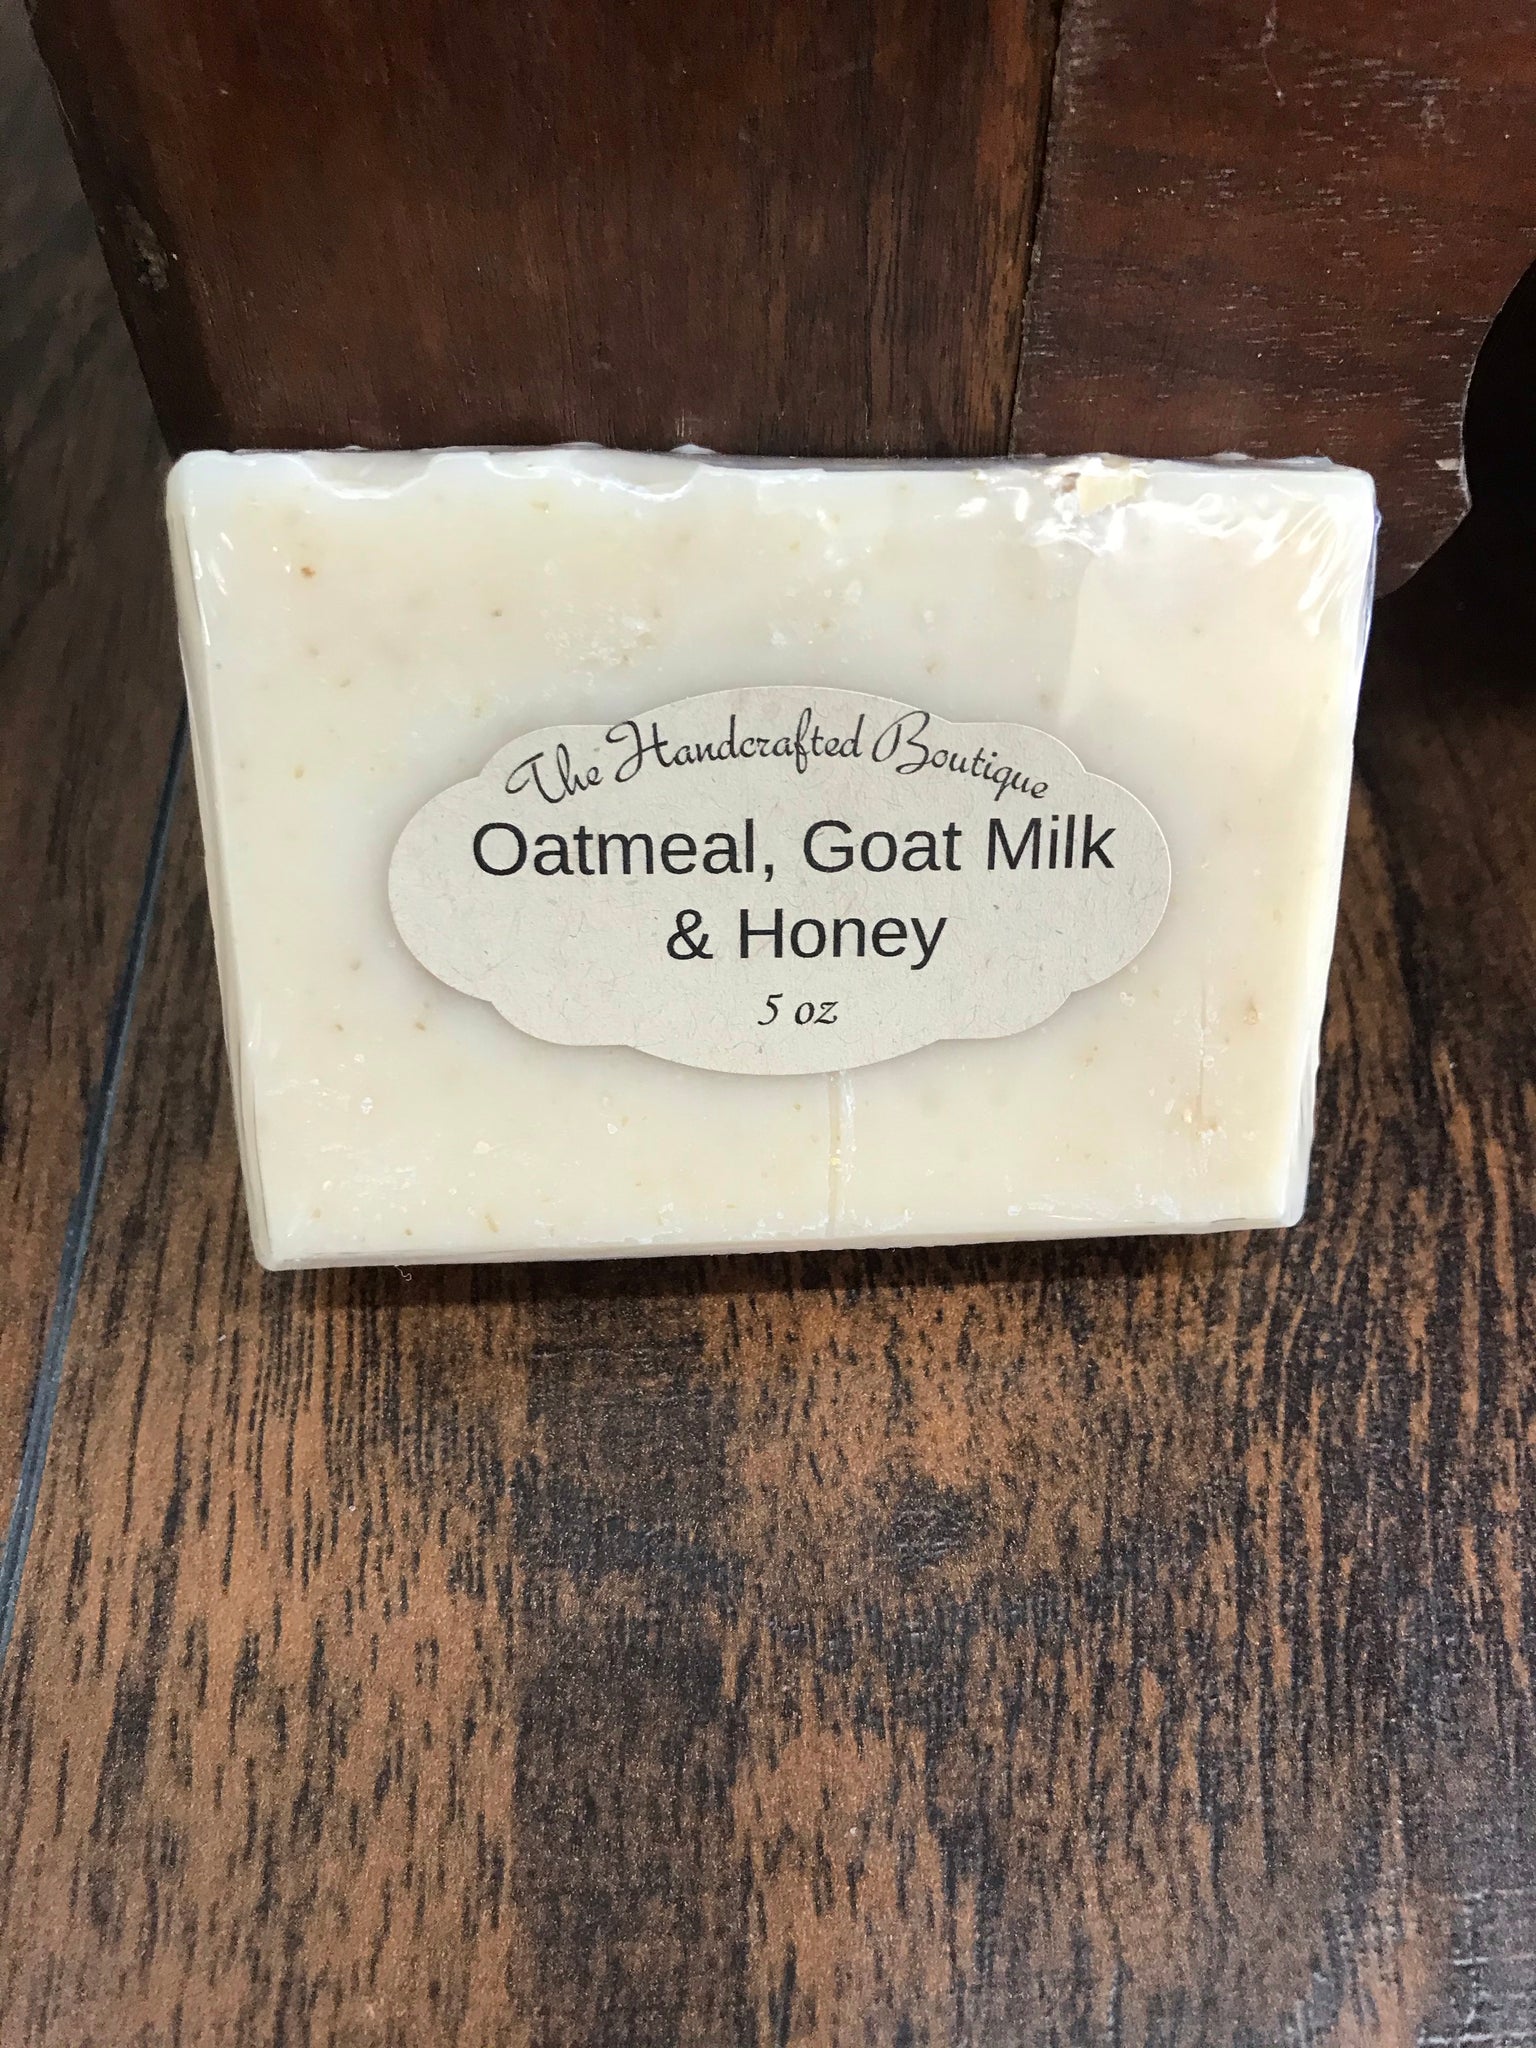 The Handcrafted Boutique
Oatmeal, Goat Milk
& Honey
5 oz